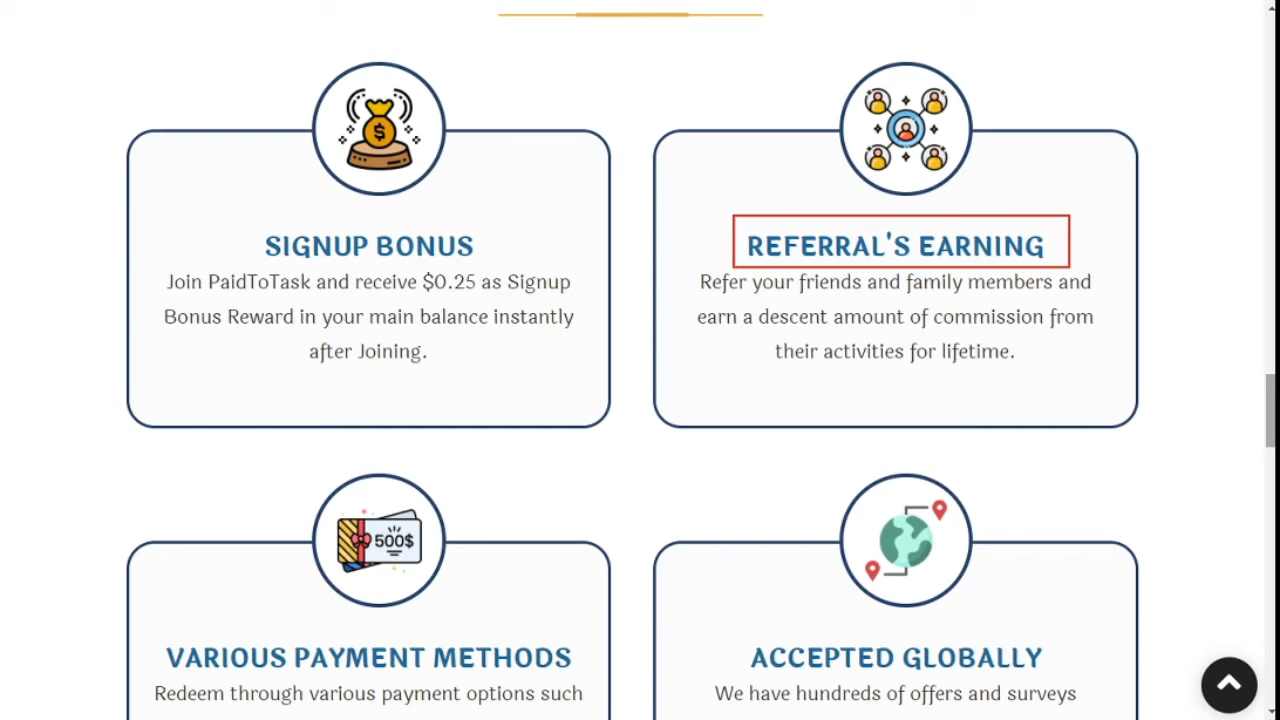 SIGNUP BONUS
Join PaidToTask and receive $0.25 as Signup
Bonus Reward in your main balance instantly
after Joining.
REFERRAL'S EARNING
Refer your friends and family members and
earn a descent amount of commission from
their activities for lifetime.
500$
VARIOUS PAYMENT METHODS
Redeem through various payment options such
ACCEPTED GLOBALLY
We have hundreds of offers and surveys